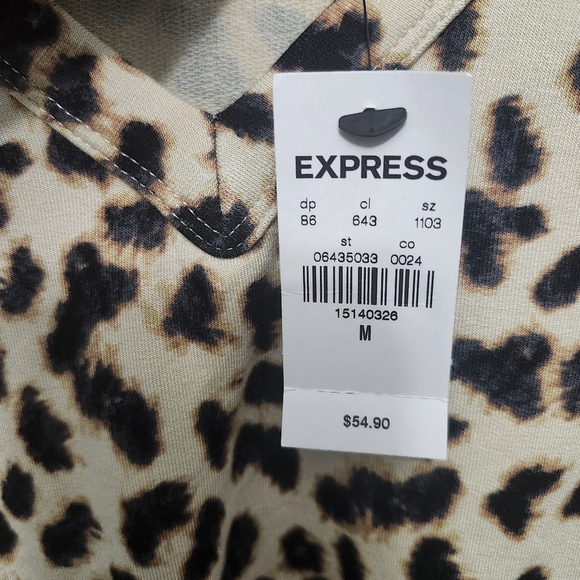 EXPRESS
dp cl sz
86 643 1103
st co
06435033 0024
15140326
M
$54.90